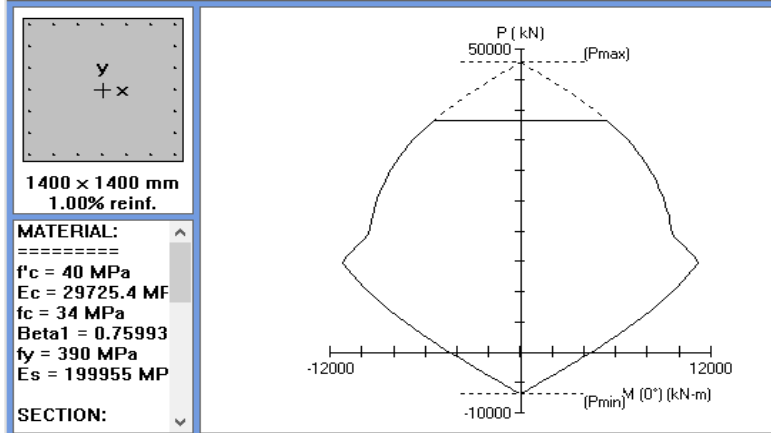 y
x
1400 x 1400 mm
1.00% reinf.
MATERIAL:
=========
f'c = 40 MPa
Ec = 29725.4 MF
fc = 34 MPa
Beta1 = 0.75993
fy = 390 MPa
Es = 199955 MP
SECTION:
P ( kN)
50000
(Pmax)
-12000
12000
(Pmin)
M (0°) (kN-m)
-10000